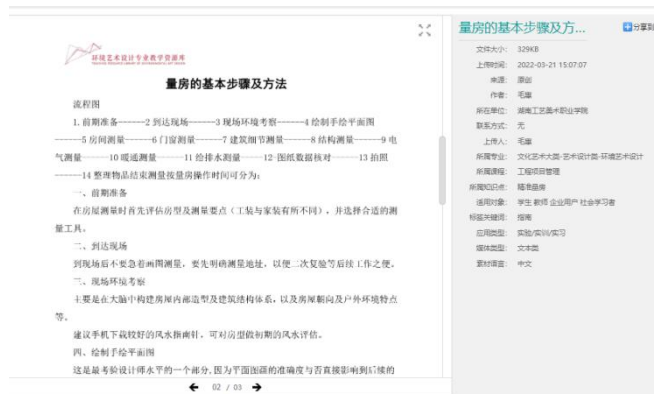 环境艺术设计专业教学资源库
量房的基本步骤及方法
流程图
1.前期准备------2到达现场------3现场环境考察------4绘制手绘平面图
------5房间测量------6门窗测量------7建筑细节测量------8结构测量------9电
气测量------10暖通测量------11给排水测量------12 图纸数据核对------13拍照
------14整理物品结束测量按量房操作时间可分为:
一、前期准备
在房屋测量时首先评估房型及测量要点(工装与家装有所不同),并选择合适的测
量工具。
二、到达现场
到现场后不要急着画图测量,要先明确测量地址,以便二次复验等后续工作之便。
三、现场环境考察
主要是在大脑中构建房屋内部造型及建筑结构体系,以及房屋朝向及户外环境特点
等。
建议手机下载较好的风水指南针,可对房型做初期的风水评估。
四、绘制手绘平面图
这是最考验设计师水平的一个部分,因为平面图画的准确度与否直接影响到后续的
02 / 03
量房的基本步骤及方...
分享到
文件大小: 329KB
上传时间: 2022-03-21 15:07:07
来源: 原创
作者: 毛雕
所在单位: 湖南工艺美术职业学院
联系方式: 无
上传人: 毛雕
所属专业: 文化艺术大类-艺术设计类-环境艺术设计
所属课程: 工程项目管理
所属知识点: 精准量房
适用对象: 学生 教师 企业用户 社会学习者
标签关键词: 指南
应用类型: 实验/实训/实习
媒体类型: 文本类
素材语言: 中文